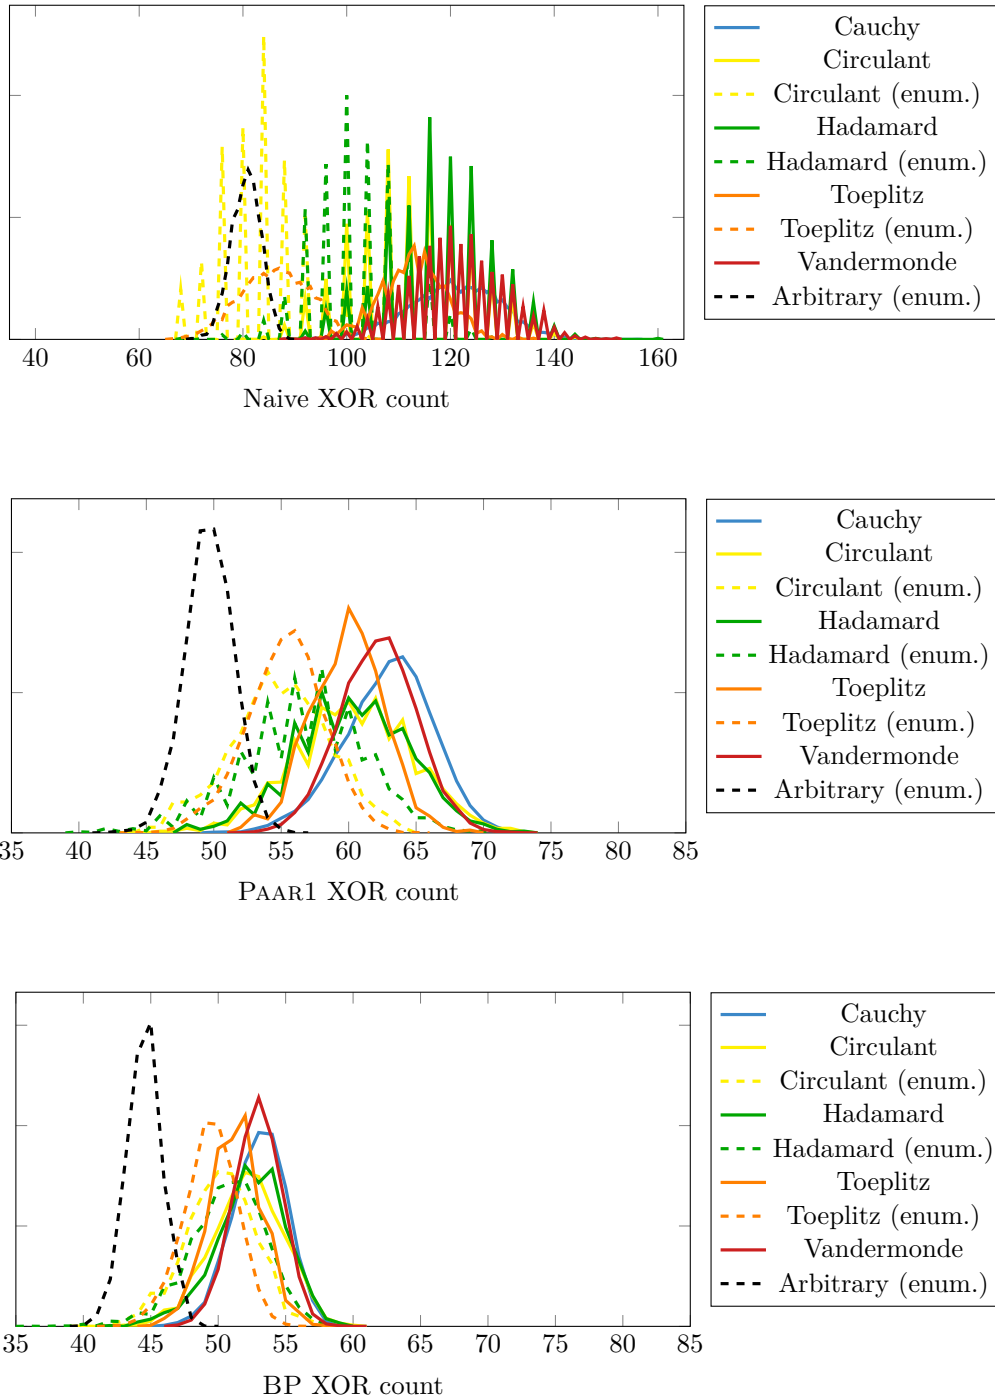 Cauchy
Circulant
Circulant (enum.)
Hadamard
Hadamard (enum.)
Toeplitz
Toeplitz (enum.)
Vandermonde
Arbitrary (enum.)
40 60 80 100 120 140 160
Naive XOR count
Cauchy
Circulant
Circulant (enum.)
Hadamard
Hadamard (enum.)
Toeplitz
Toeplitz (enum.)
Vandermonde
Arbitrary (enum.)
35 40 45 50 55 60 65 70 75 80 85
PAAR1 XOR count
Cauchy
Circulant
Circulant (enum.)
Hadamard
Hadamard (enum.)
Toeplitz
Toeplitz (enum.)
Vandermonde
Arbitrary (enum.)
35 40 45 50 55 60 65 70 75 80 85
BP XOR count